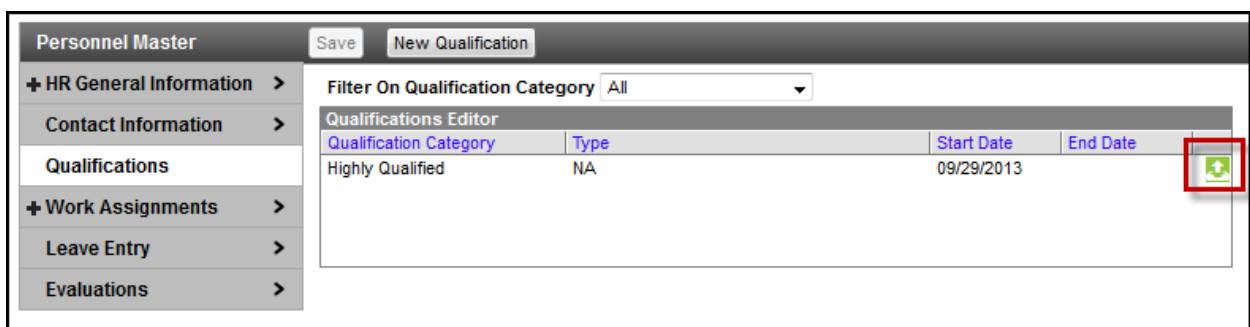 Personnel Master
Save New Qualification
+ HR General Information >
Contact Information >
Qualifications
+ Work Assignments >
Leave Entry >
Evaluations >
Filter On Qualification Category All
Qualifications Editor
Qualification Category Type Start Date End Date
Highly Qualified NA 09/29/2013